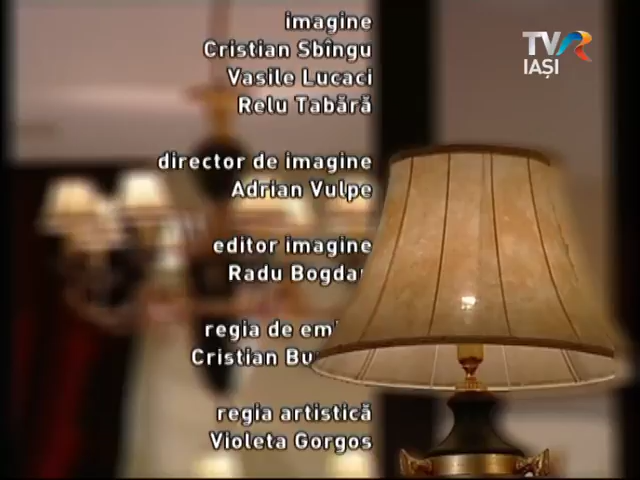 imagine
Cristian Sbîngu
Vasile Lucaci
Relu Tabără
TVR
IAȘI
director de imagine
Adrian Vulpe
editor imagine
Radu
regia de
Cristian
regia artistică
Violeta Gorgos